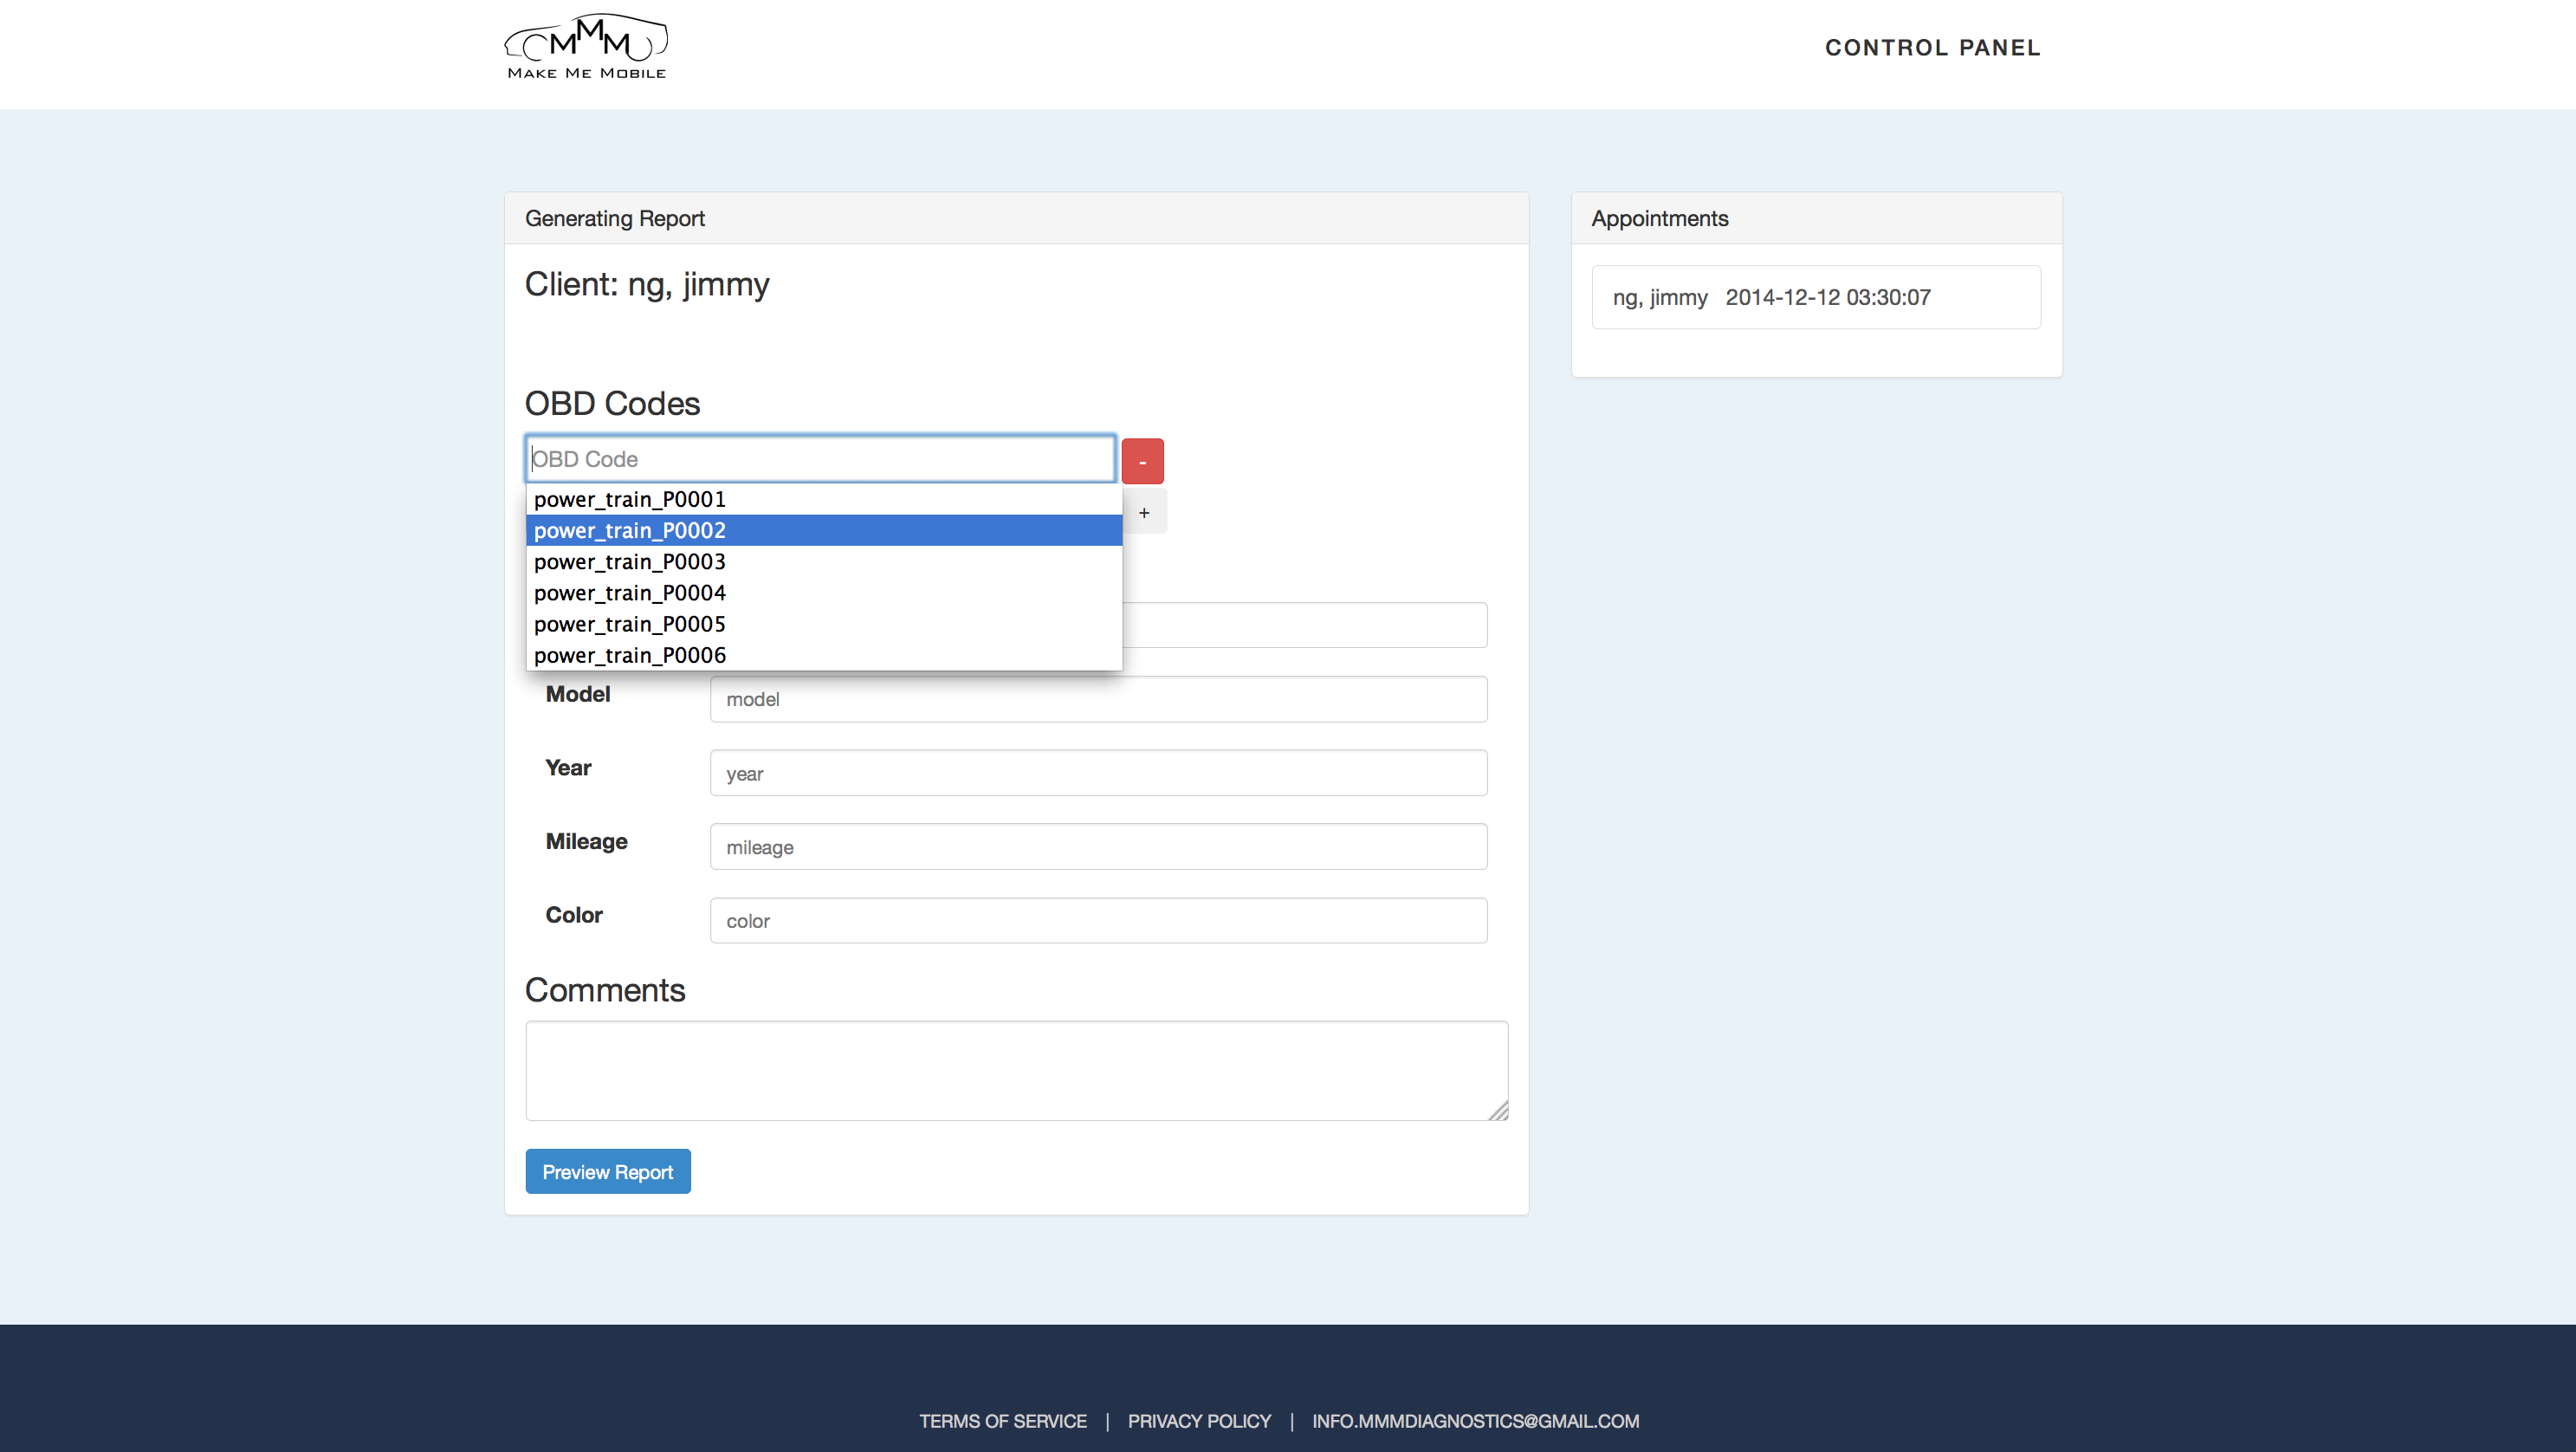 MMM
MAKE ME MOBILE
CONTROL PANEL
Generating Report
Client: ng, jimmy
OBD Codes
OBD Code
-
power_train_P0001
power_train_P0002
power_train_P0003
power_train_P0004
power_train_P0005
power_train_P0006
+
Model
model
Year
year
Mileage
mileage
Color
color
Comments
Preview Report
Appointments
ng, jimmy 2014-12-12 03:30:07
TERMS OF SERVICE | PRIVACY POLICY | INFO.MMMDIAGNOSTICS@GMAIL.COM